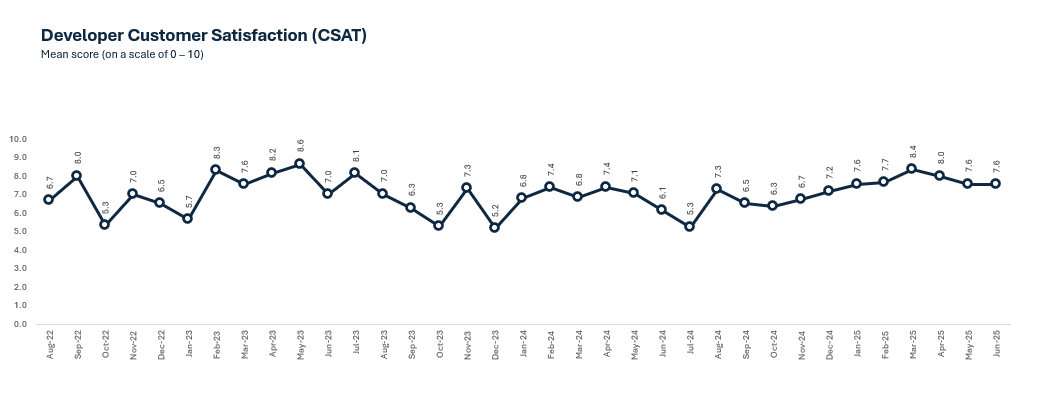 Developer Customer Satisfaction (CSAT)
Mean score (on a scale of 0 – 10)
10.0
9.0
8.0
7.0
6.0
5.0
4.0
3.0
2.0
1.0
0.0
6.7
8.0
5.3
7.0
6.5
5.7
8.3
7.6
8.2
8.6
7.0
8.1
7.0
6.3
5.3
7.3
5.2
6.8
7.4
6.8
7.4
7.1
6.1
5.3
7.3
6.5
6.3
6.7
7.2
7.6
7.7
8.4
8.0
7.6
7.6
Aug-22
Sep-22
Oct-22
Nov-22
Dec-22
Jan-23
Feb-23
Mar-23
Apr-23
May-23
Jun-23
Jul-23
Aug-23
Sep-23
Oct-23
Nov-23
Dec-23
Jan-24
Feb-24
Mar-24
Apr-24
May-24
Jun-24
Jul-24
Aug-24
Sep-24
Oct-24
Nov-24
Dec-24
Jan-25
Feb-25
Mar-25
Apr-25
May-25
Jun-25